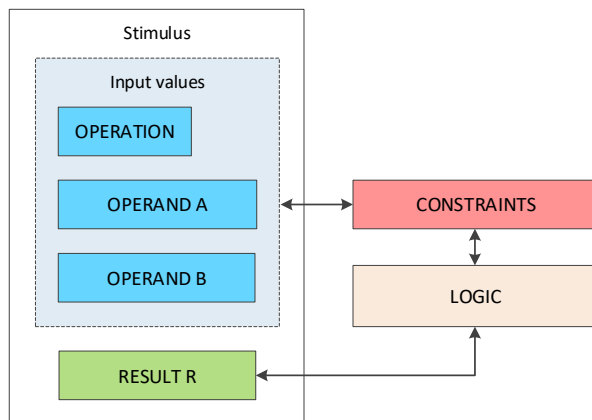 Stimulus
Input values
OPERATION
OPERAND A
CONSTRAINTS
OPERAND B
LOGIC
RESULT R